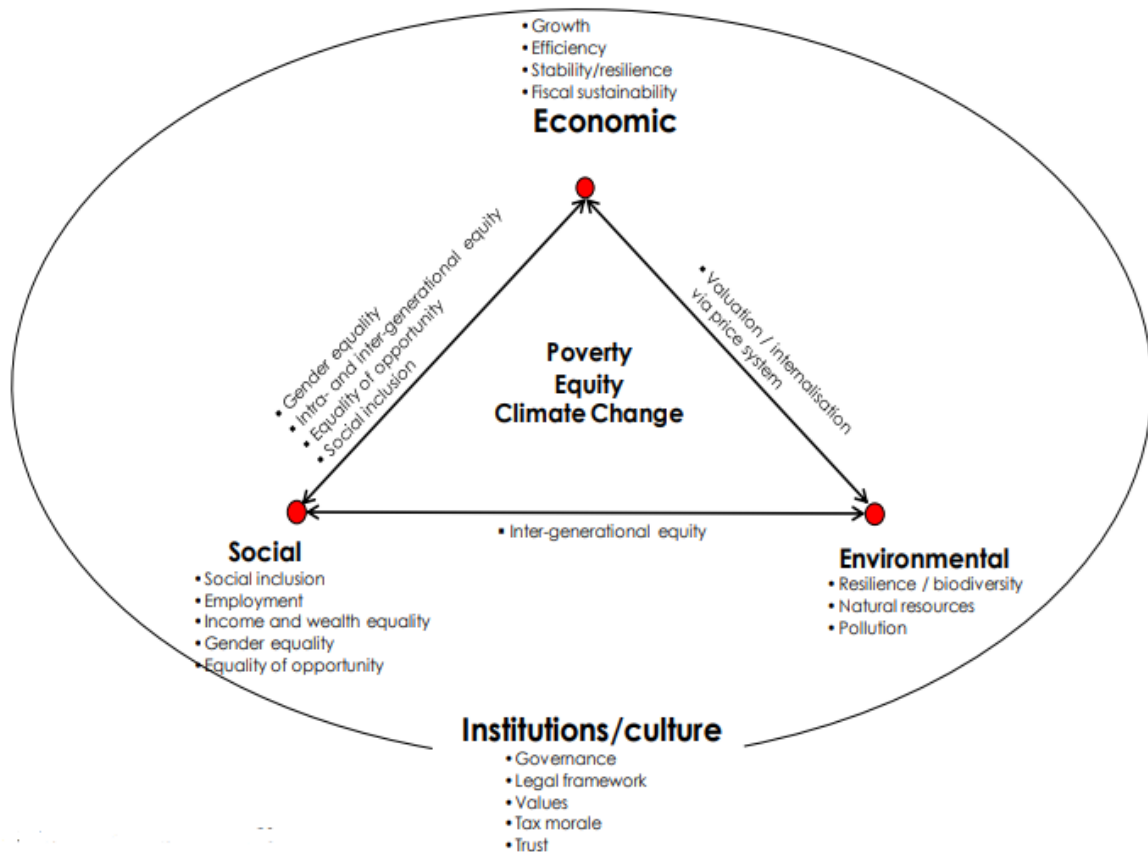 • Growth
• Efficiency
• Stability/resilience
• Fiscal sustainability
Economic
▪ Gender equality
▪ Intra- and inter-generational equity
▪ Equality of opportunity
▪ Social inclusion
▪ Valuation / internalisation
via price system
Poverty
Equity
Climate Change
▪ Inter-generational equity
Social
• Social inclusion
• Employment
• Income and wealth equality
• Gender equality
• Equality of opportunity
Environmental
• Resilience / biodiversity
• Natural resources
• Pollution
Institutions/culture
• Governance
• Legal framework
• Values
• Tax morale
• Trust